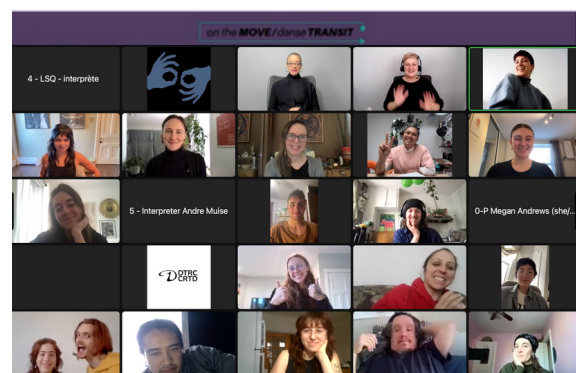 on the MOVE/danse TRANSIT
4 - LSQ - interprète
5 - Interpreter Andre Muise
0-P Megan Andrews (she/...
DTRC
CRTD